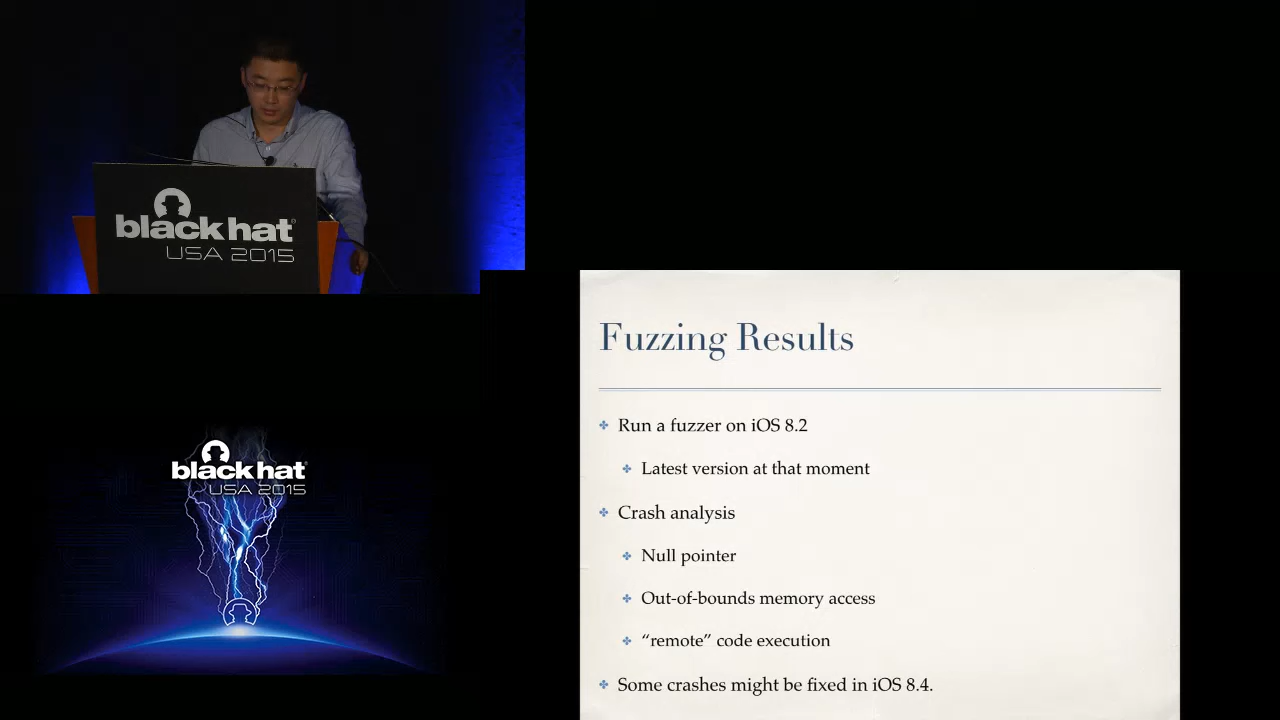 black hat
USA 2015
Fuzzing Results
Run a fuzzer on iOS 8.2
Latest version at that moment
Crash analysis
Null pointer
Out-of-bounds memory access
“remote” code execution
Some crashes might be fixed in iOS 8.4.
black hat
USA 2015